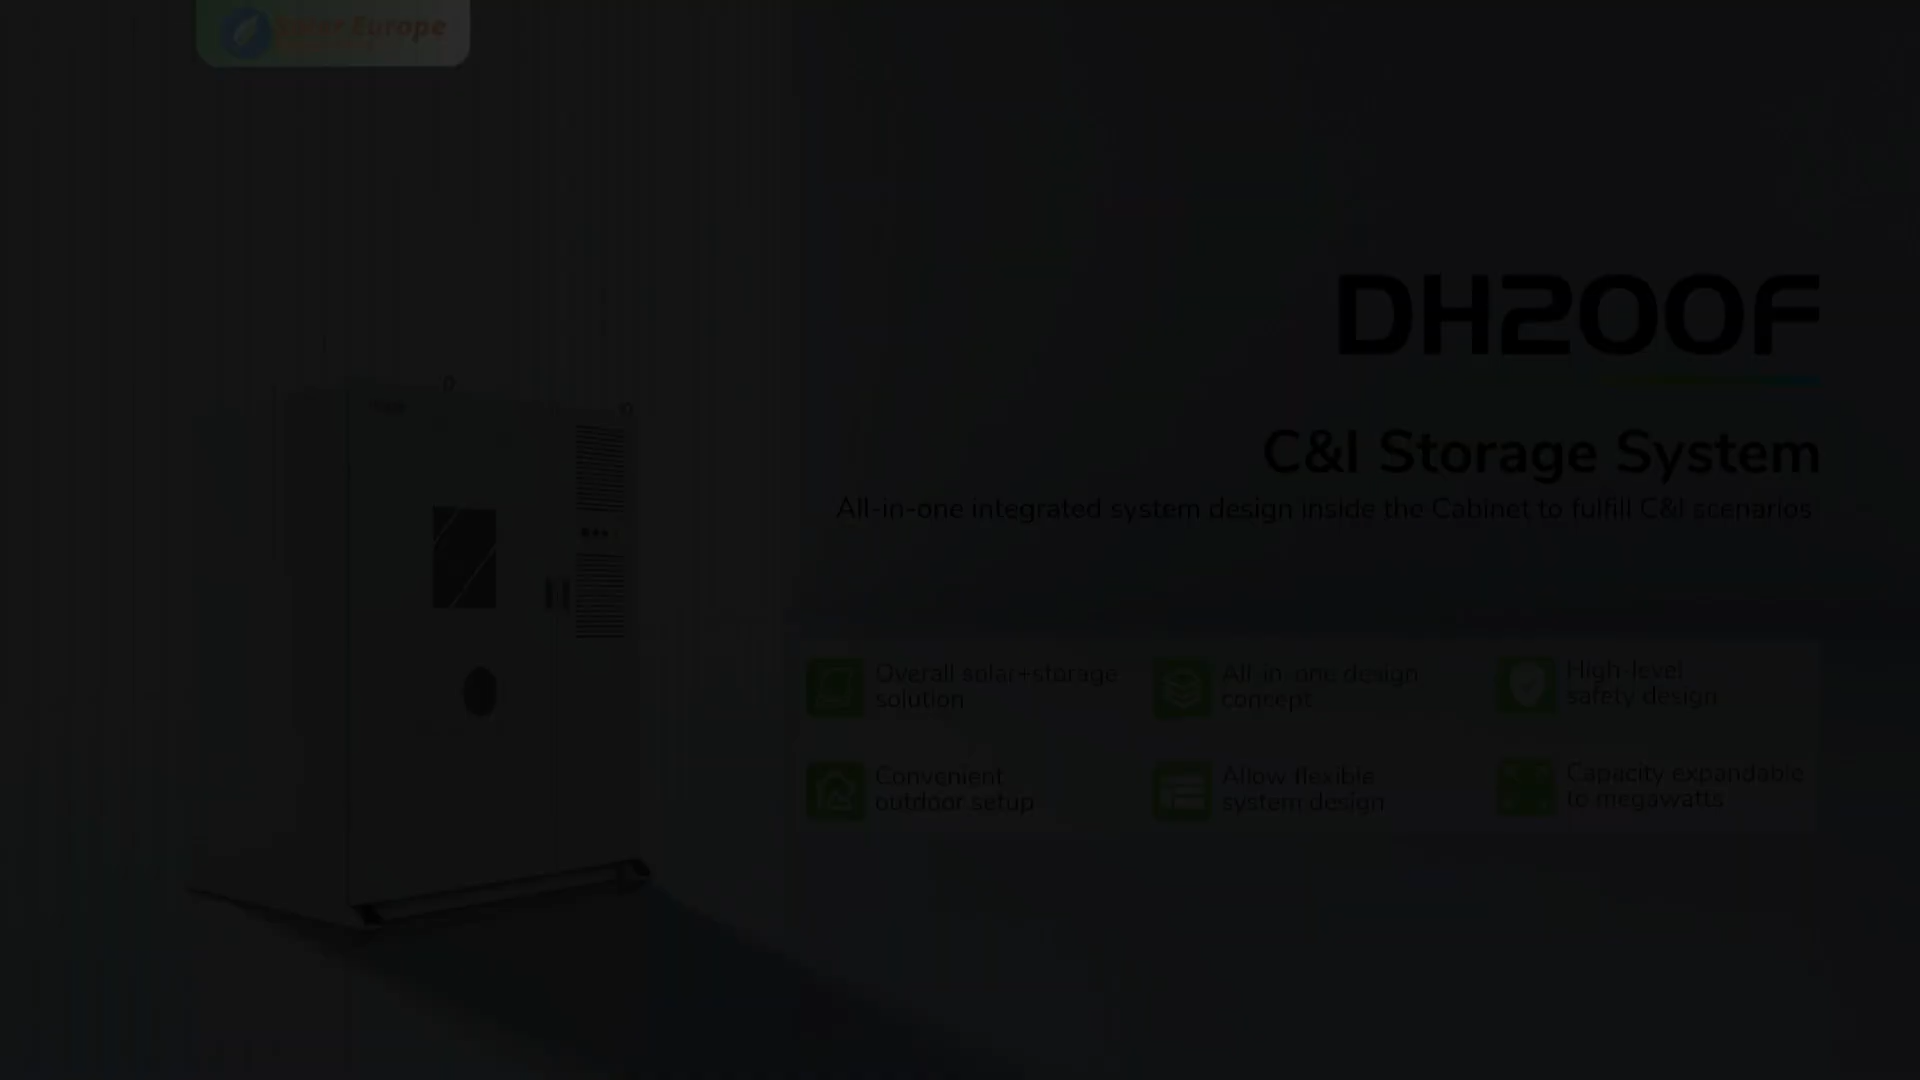 Solar Europe
DH200F
C&I Storage System
All-in-one integrated system design inside the Cabinet to fulfill C&I scenarios
Overall solar+storage
solution
All-in-one design
concept
High-level
safety design
Convenient
outdoor setup
Allow flexible
system design
Capacity expandable
to megawatts